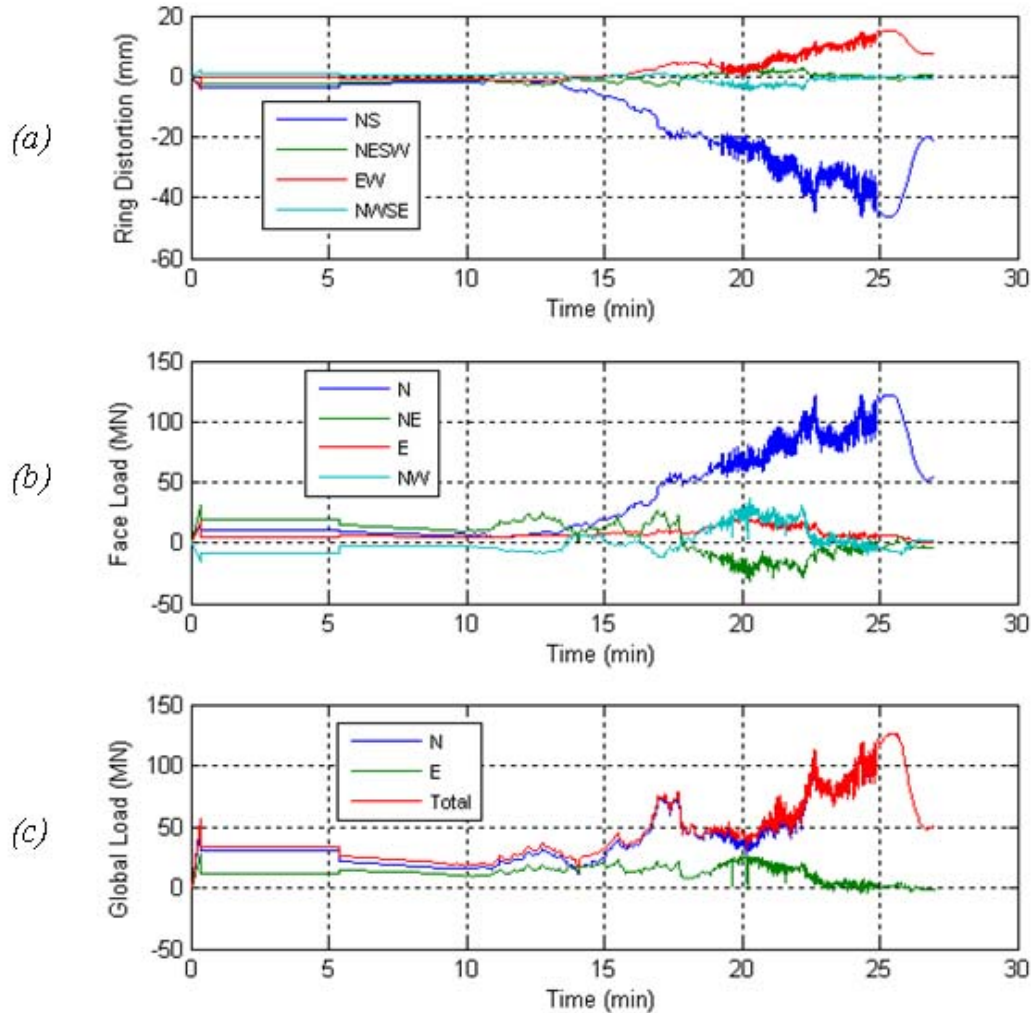 (a)
Ring Distortion (mm)
20
0
-20
-40
-60
NS
NESW
EW
NWSE
0 5 10 15 20 25 30
Time (min)
(b)
Face Load (MN)
150
100
50
0
-50
N
NE
E
NW
0 5 10 15 20 25 30
Time (min)
(c)
Global Load (MN)
150
100
50
0
-50
N
E
Total
0 5 10 15 20 25 30
Time (min)